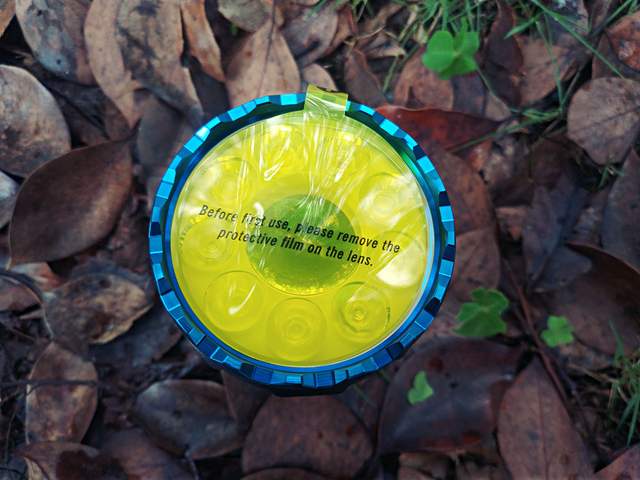 Before first use, please remove the
protective film on the lens.